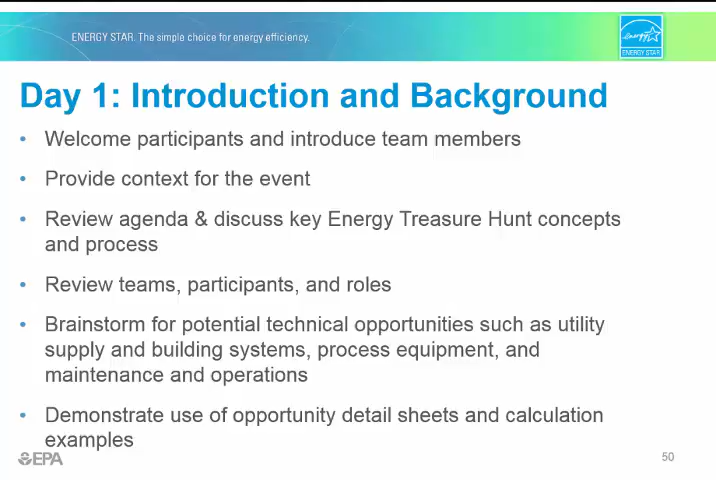 ENERGY STAR. The simple choice for energy efficiency.
energy
ENERGY STAR
Day 1: Introduction and Background
• Welcome participants and introduce team members
• Provide context for the event
• Review agenda & discuss key Energy Treasure Hunt concepts
and process
• Review teams, participants, and roles
• Brainstorm for potential technical opportunities such as utility
supply and building systems, process equipment, and
maintenance and operations
• Demonstrate use of opportunity detail sheets and calculation
examples
EPA
50